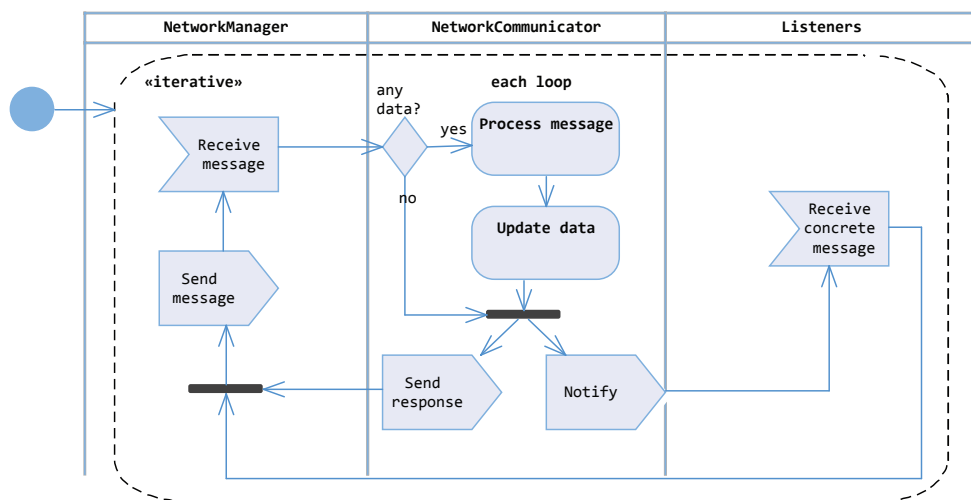 NetworkManager
NetworkCommunicator
Listeners
«iterative»
any
data?
each loop
yes
Process message
Receive
message
no
Update data
Receive
concrete
message
Send
message
Send
response
Notify